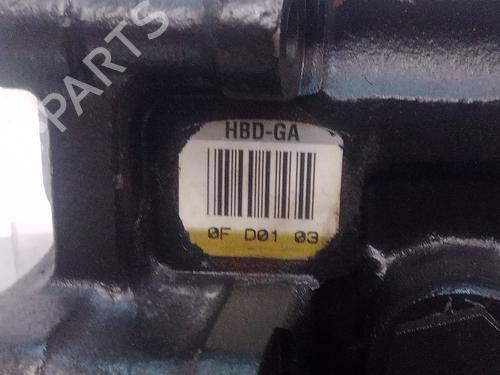 PARTS
HBD-GA
0F D01 03